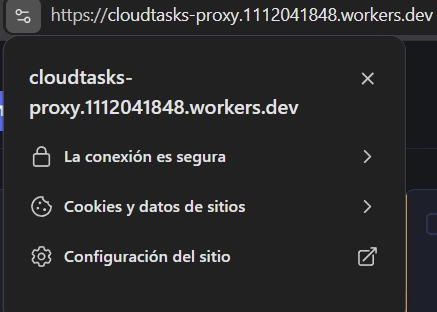 https://cloudtasks-proxy.1112041848.workers.dev
cloudtasks-
proxy.1112041848.workers.dev
La conexión es segura
Cookies y datos de sitios
Configuración del sitio